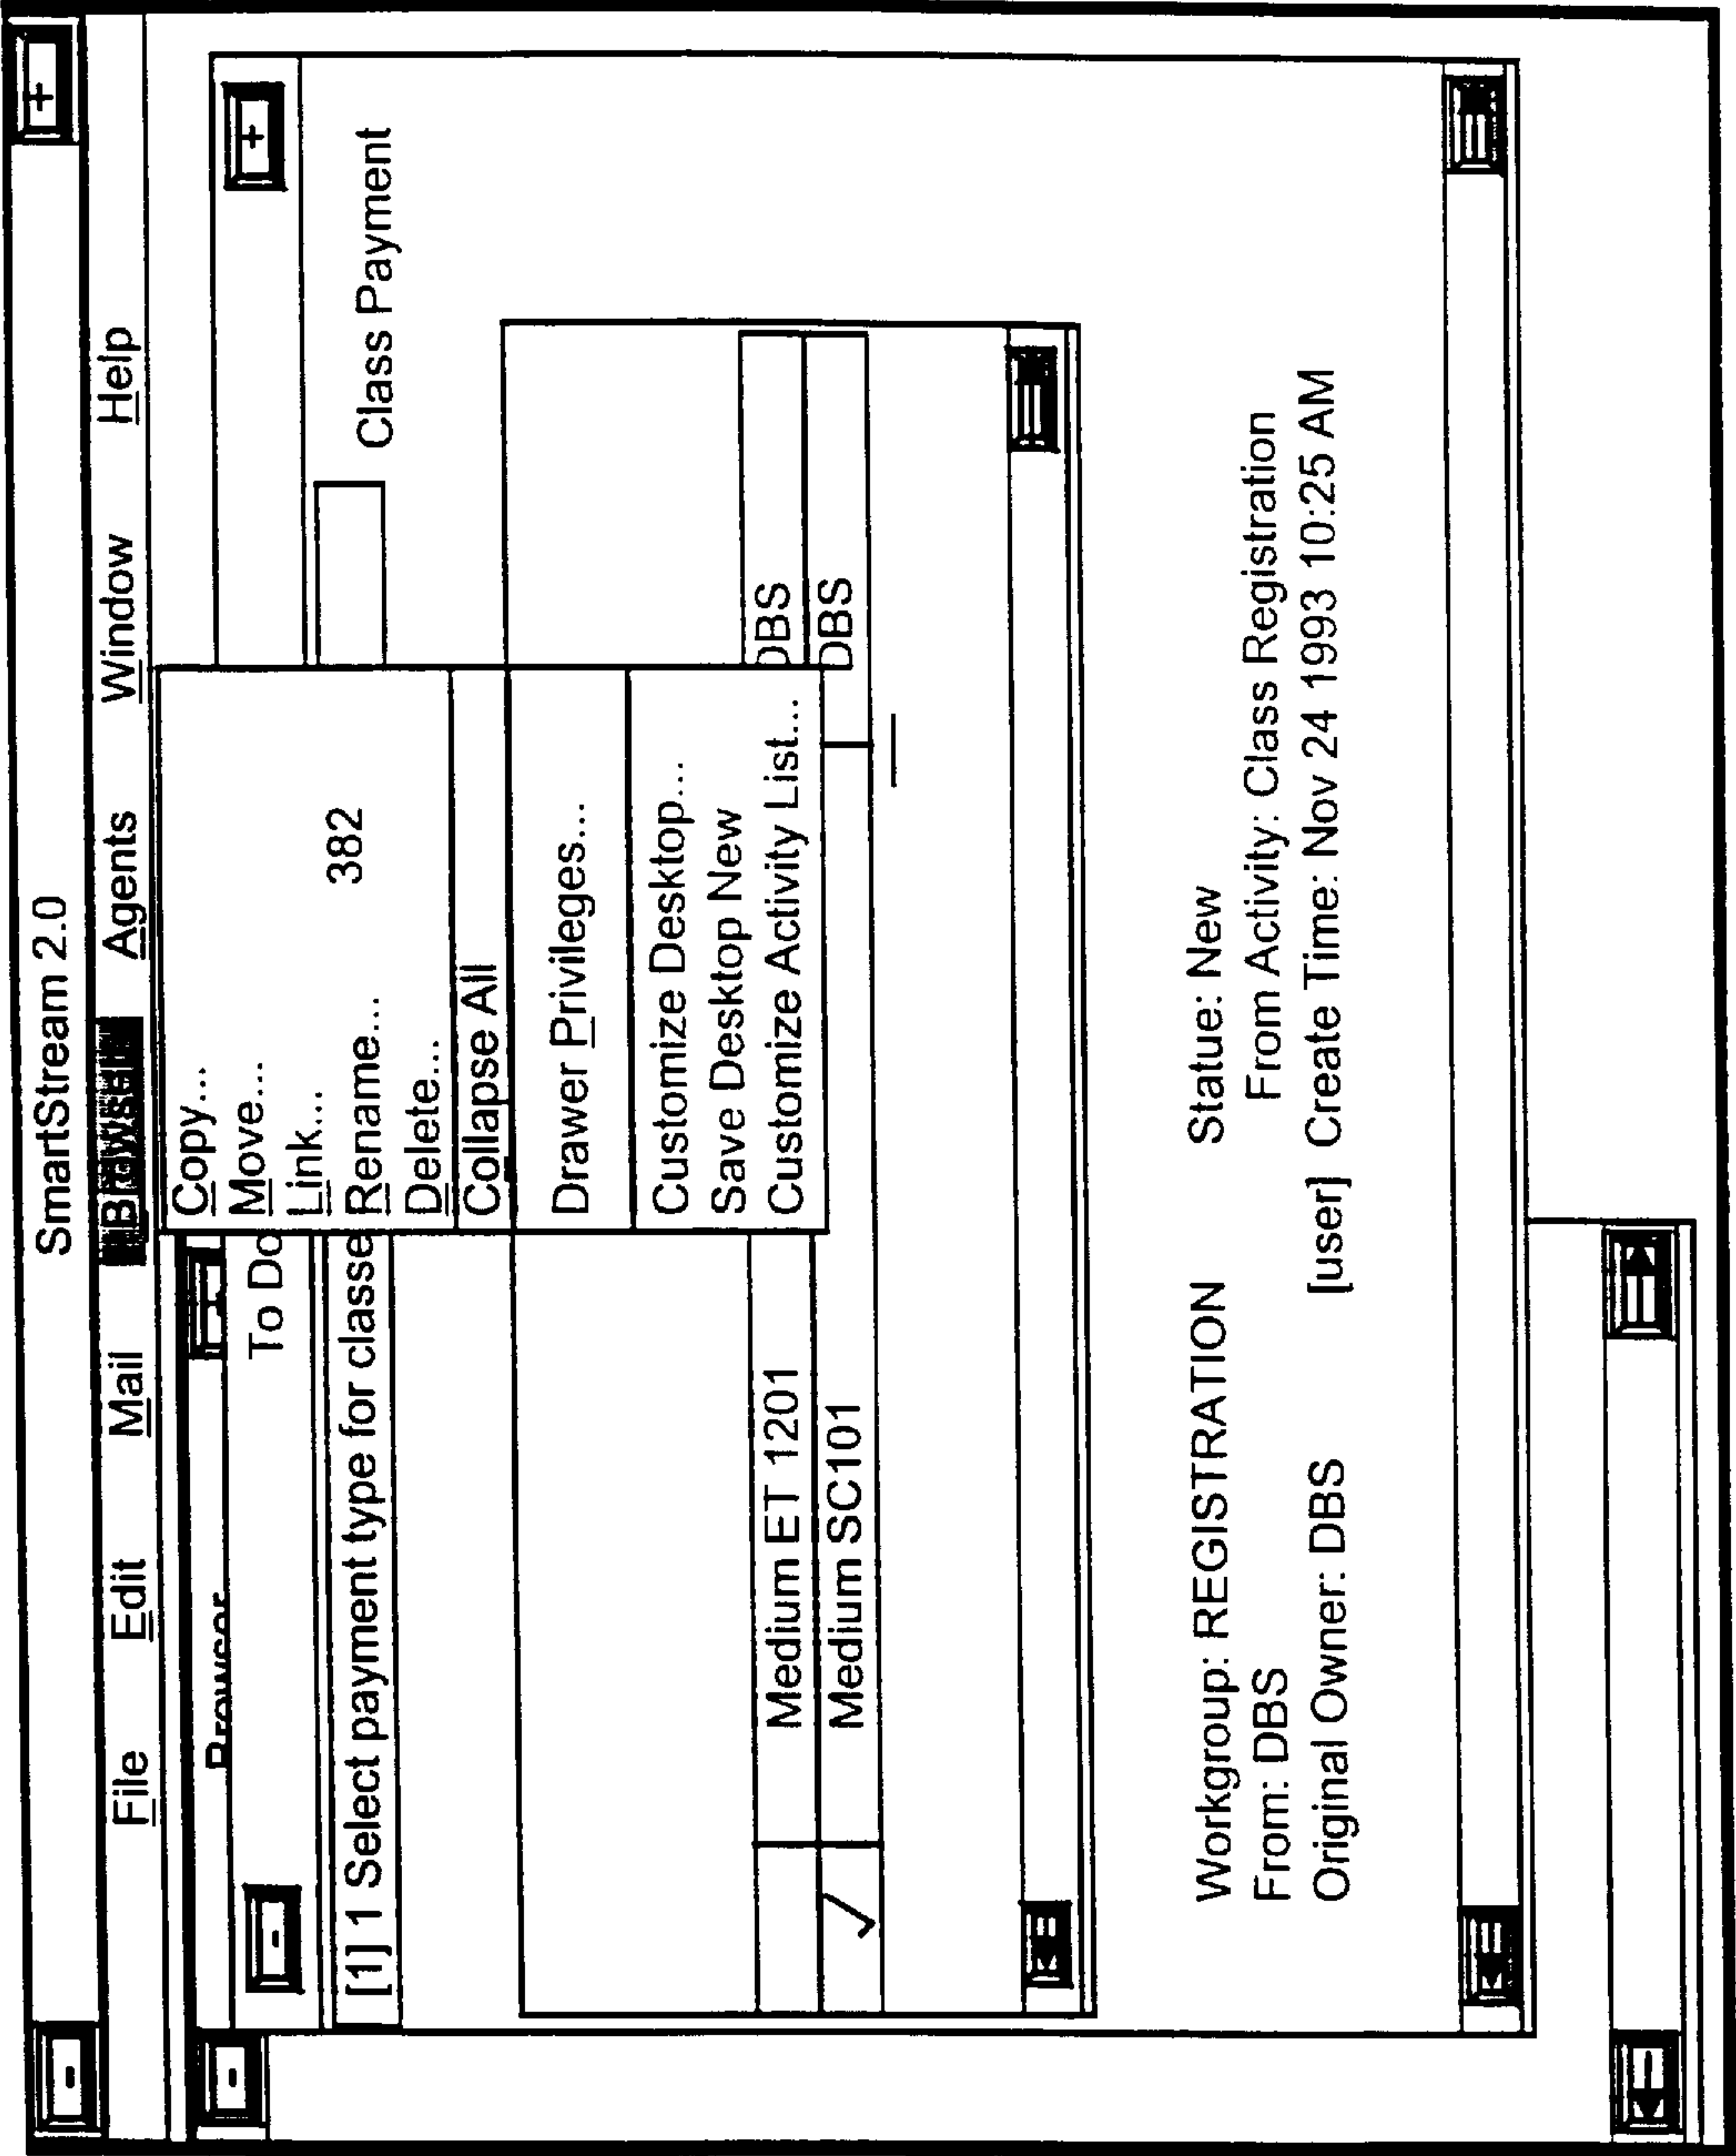 SmartStream 2.0
File Edit Mail Browser Agents Window Help
Browser
To Do
[1] 1 Select payment type for classe
Class Payment
Copy...
Move...
Link...
Rename... 382
Delete...
Collapse All
Drawer Privileges...
Customize Desktop...
Save Desktop New
Customize Activity List...
Medium ET 1201 DBS
Medium SC101 DBS
Workgroup: REGISTRATION Statue: New
From: DBS From Activity: Class Registration
Original Owner: DBS [user] Create Time: Nov 24 1993 10:25 AM